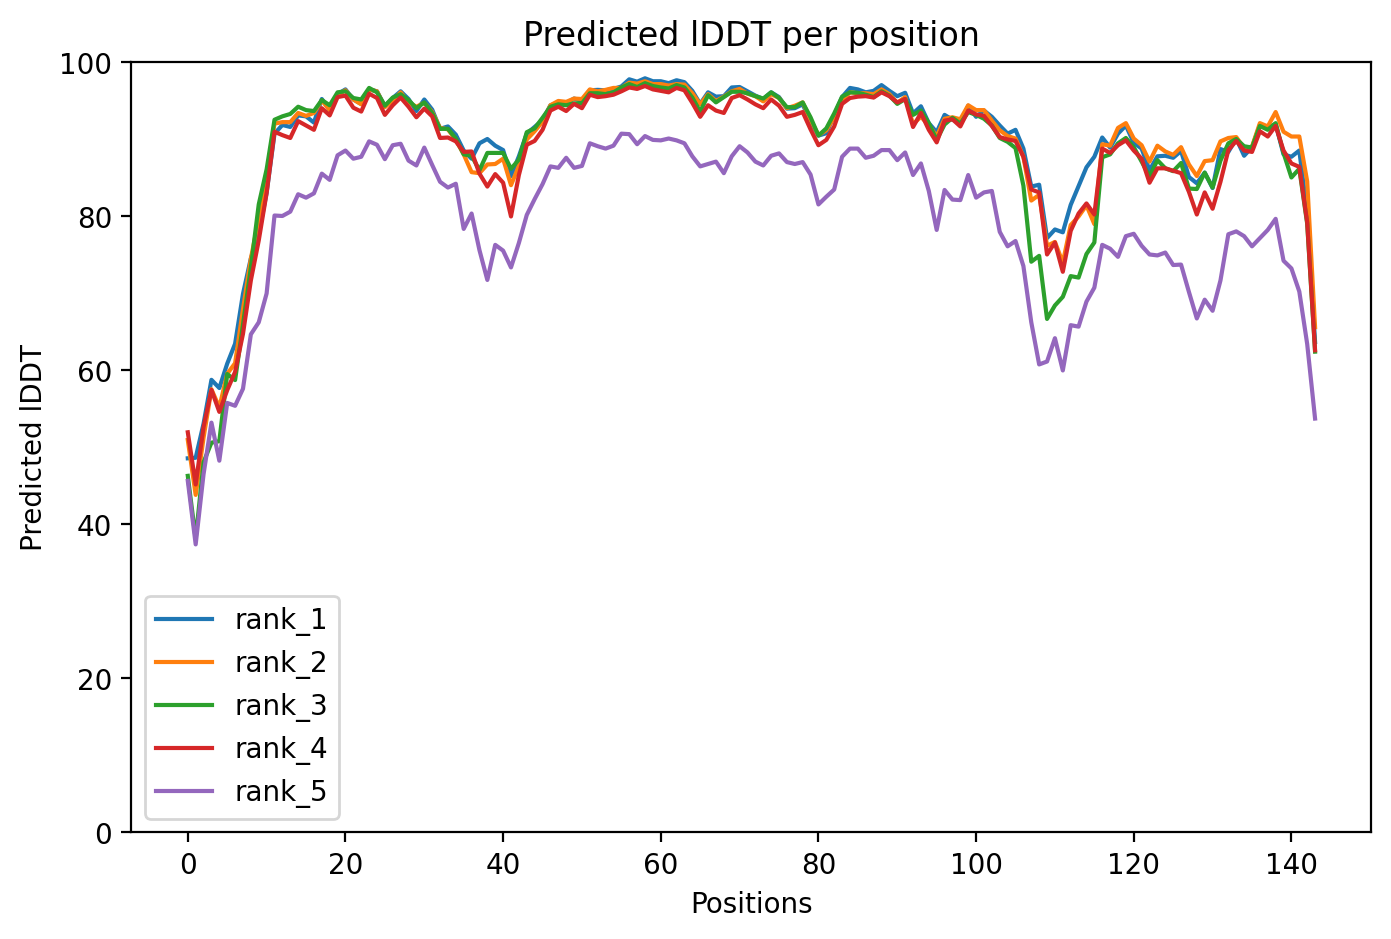 Predicted lDDT per position
100
80
60
40
20
0
Predicted lDDT
rank_1
rank_2
rank_3
rank_4
rank_5
0 20 40 60 80 100 120 140
Positions